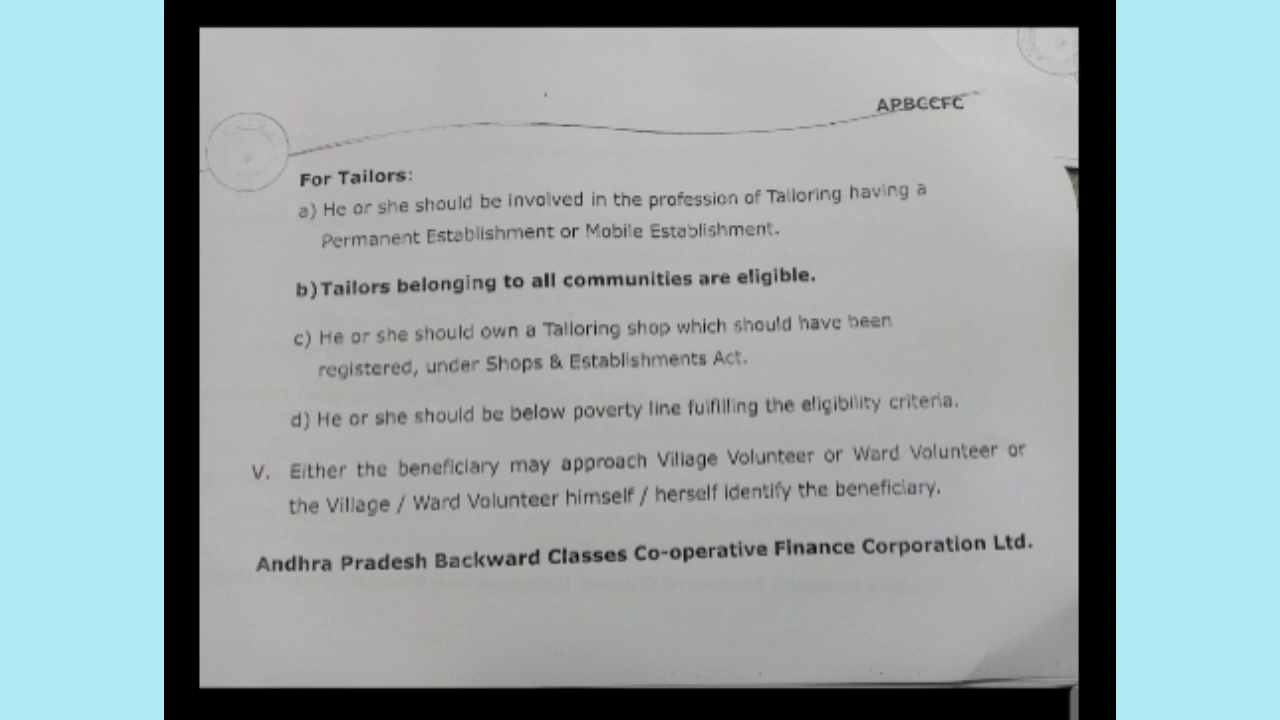 APBCCFC
For Tailors:
a) He or she should be involved in the profession of Tailoring having a
Permanent Establishment or Mobile Establishment.
b) Tailors belonging to all communities are eligible.
c) He or she should own a Tailoring shop which should have been
registered, under Shops & Establishments Act.
d) He or she should be below poverty line fulfilling the eligibility criteria.
V. Either the beneficiary may approach Village Volunteer or Ward Volunteer or
the Village / Ward Volunteer himself / herself identify the beneficiary.
Andhra Pradesh Backward Classes Co-operative Finance Corporation Ltd.